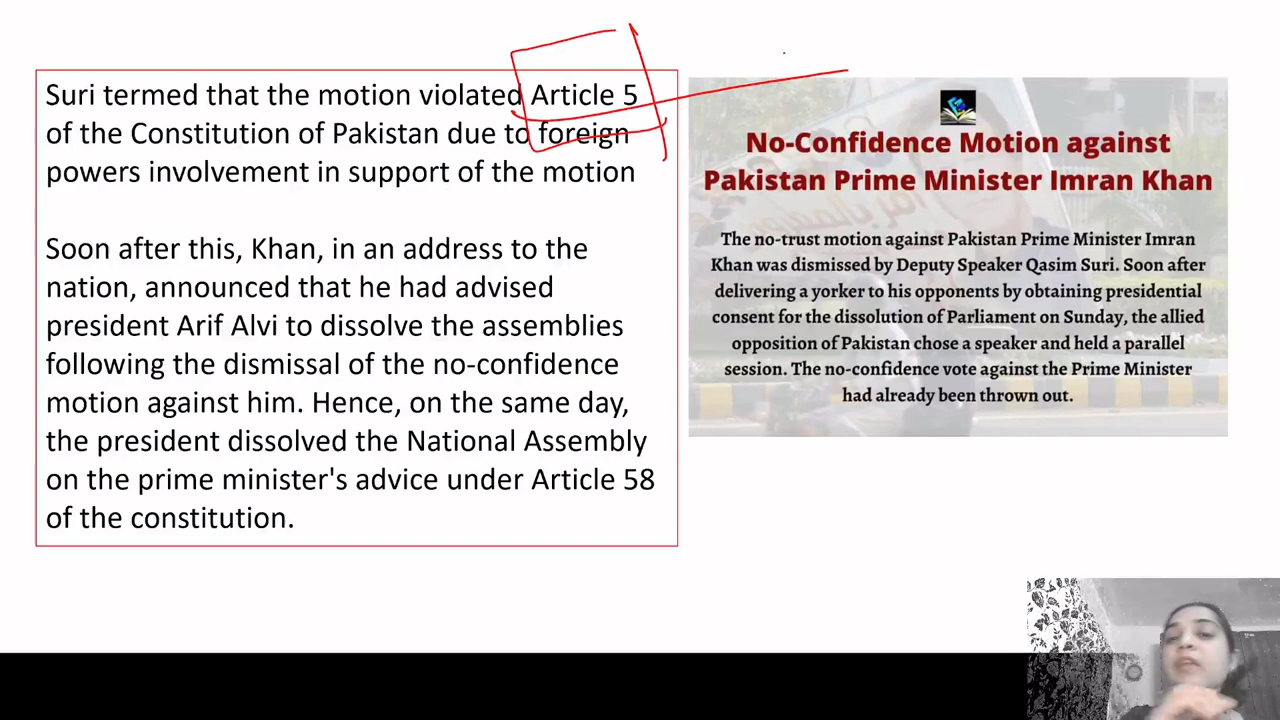 Suri termed that the motion violated Article 5
of the Constitution of Pakistan due to foreign
powers involvement in support of the motion
Soon after this, Khan, in an address to the
nation, announced that he had advised
president Arif Alvi to dissolve the assemblies
following the dismissal of the no-confidence
motion against him. Hence, on the same day,
the president dissolved the National Assembly
on the prime minister's advice under Article 58
of the constitution.
No-Confidence Motion against
Pakistan Prime Minister Imran Khan
The no-trust motion against Pakistan Prime Minister Imran
Khan was dismissed by Deputy Speaker Qasim Suri. Soon after
delivering a yorker to his opponents by obtaining presidential
consent for the dissolution of Parliament on Sunday, the allied
opposition of Pakistan chose a speaker and held a parallel
session. The no-confidence vote against the Prime Minister
had already been thrown out.